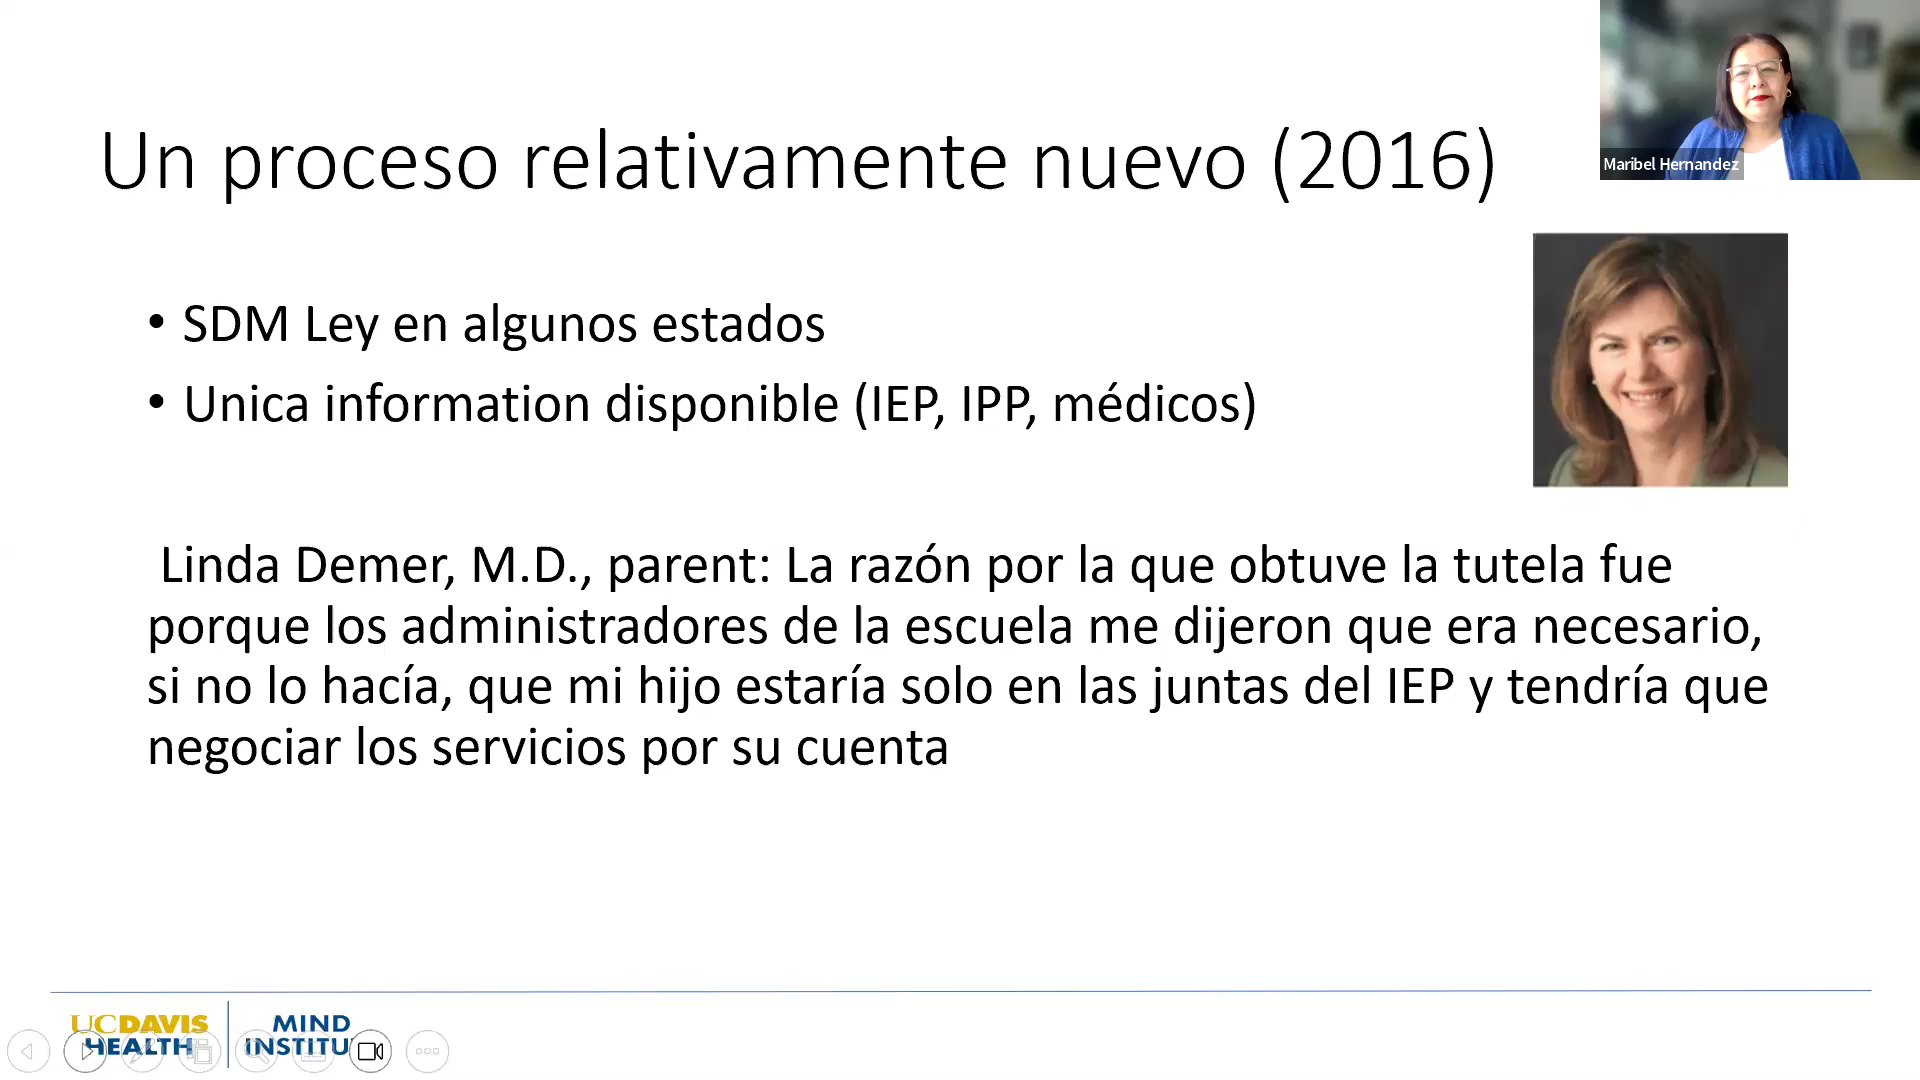 Un proceso relativamente nuevo (2016)
Maribel Hernandez
• SDM Ley en algunos estados
• Unica information disponible (IEP, IPP, médicos)
Linda Demer, M.D., parent: La razón por la que obtuve la tutela fue
porque los administradores de la escuela me dijeron que era necesario,
si no lo hacía, que mi hijo estaría solo en las juntas del IEP y tendría que
negociar los servicios por su cuenta
UCDAVIS
HEALTH
MIND
INSTITU